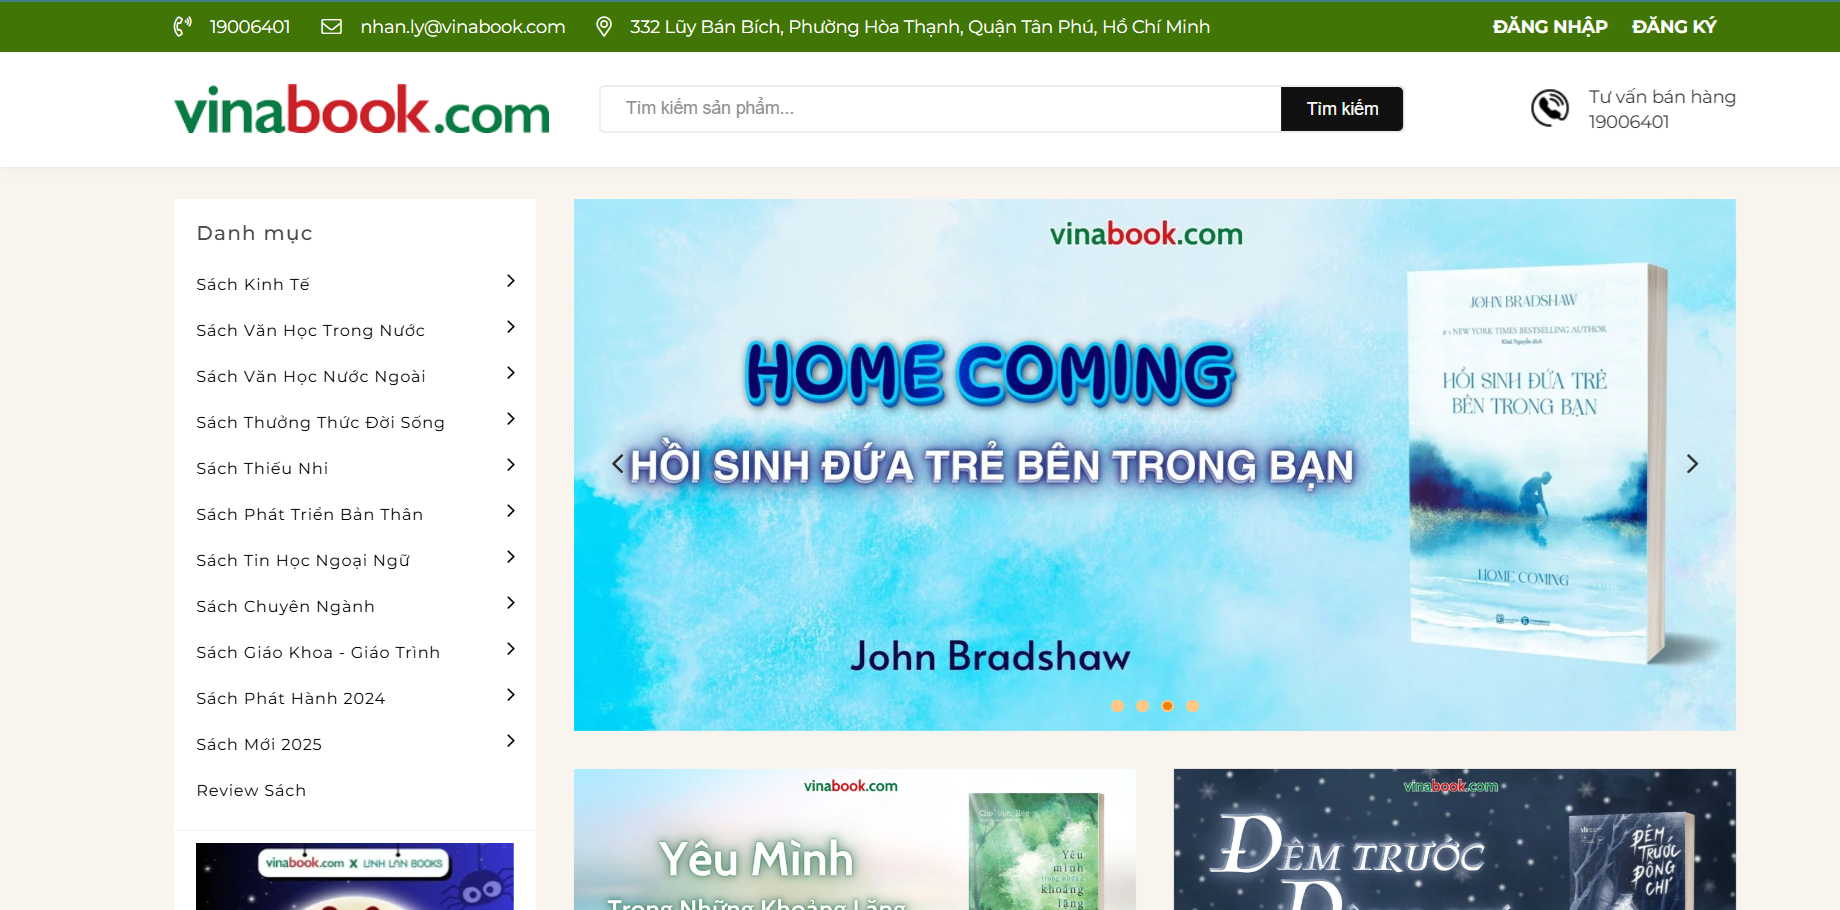 19006401
nhan.ly@vinabook.com
332 Lũy Bán Bích, Phường Hòa Thạnh, Quận Tân Phú, Hồ Chí Minh
ĐĂNG NHẬP
ĐĂNG KÝ
vinabook.com
Tìm kiếm sản phẩm...
Tìm kiếm
Tư vấn bán hàng
19006401
Danh mục
Sách Kinh Tế
Sách Văn Học Trong Nước
Sách Văn Học Nước Ngoài
Sách Thưởng Thức Đời Sống
Sách Thiếu Nhi
Sách Phát Triển Bản Thân
Sách Tin Học Ngoại Ngữ
Sách Chuyên Ngành
Sách Giáo Khoa - Giáo Trình
Sách Phát Hành 2024
Sách Mới 2025
Review Sách
vinabook.com X LINH LAN BOOKS
vinabook.com
HOME COMING
HỒI SINH ĐỨA TRẺ BÊN TRONG BẠN
John Bradshaw
JOHN BRADSHAW
#1 NEW YORK TIMES BESTSELLING AUTHOR
Khải Nguyễn dịch
HỒI SINH ĐỨA TRẺ
BÊN TRONG BẠN
HOME COMING
vinabook.com
Yêu Mình
Trong Những Khoảng Lặng
Yêu
mình
trong những
khoảng
lặng
vinabook.com
ĐÊM TRƯỚC
ĐÊM
TRƯỚC
ĐÔNG
CHÍ